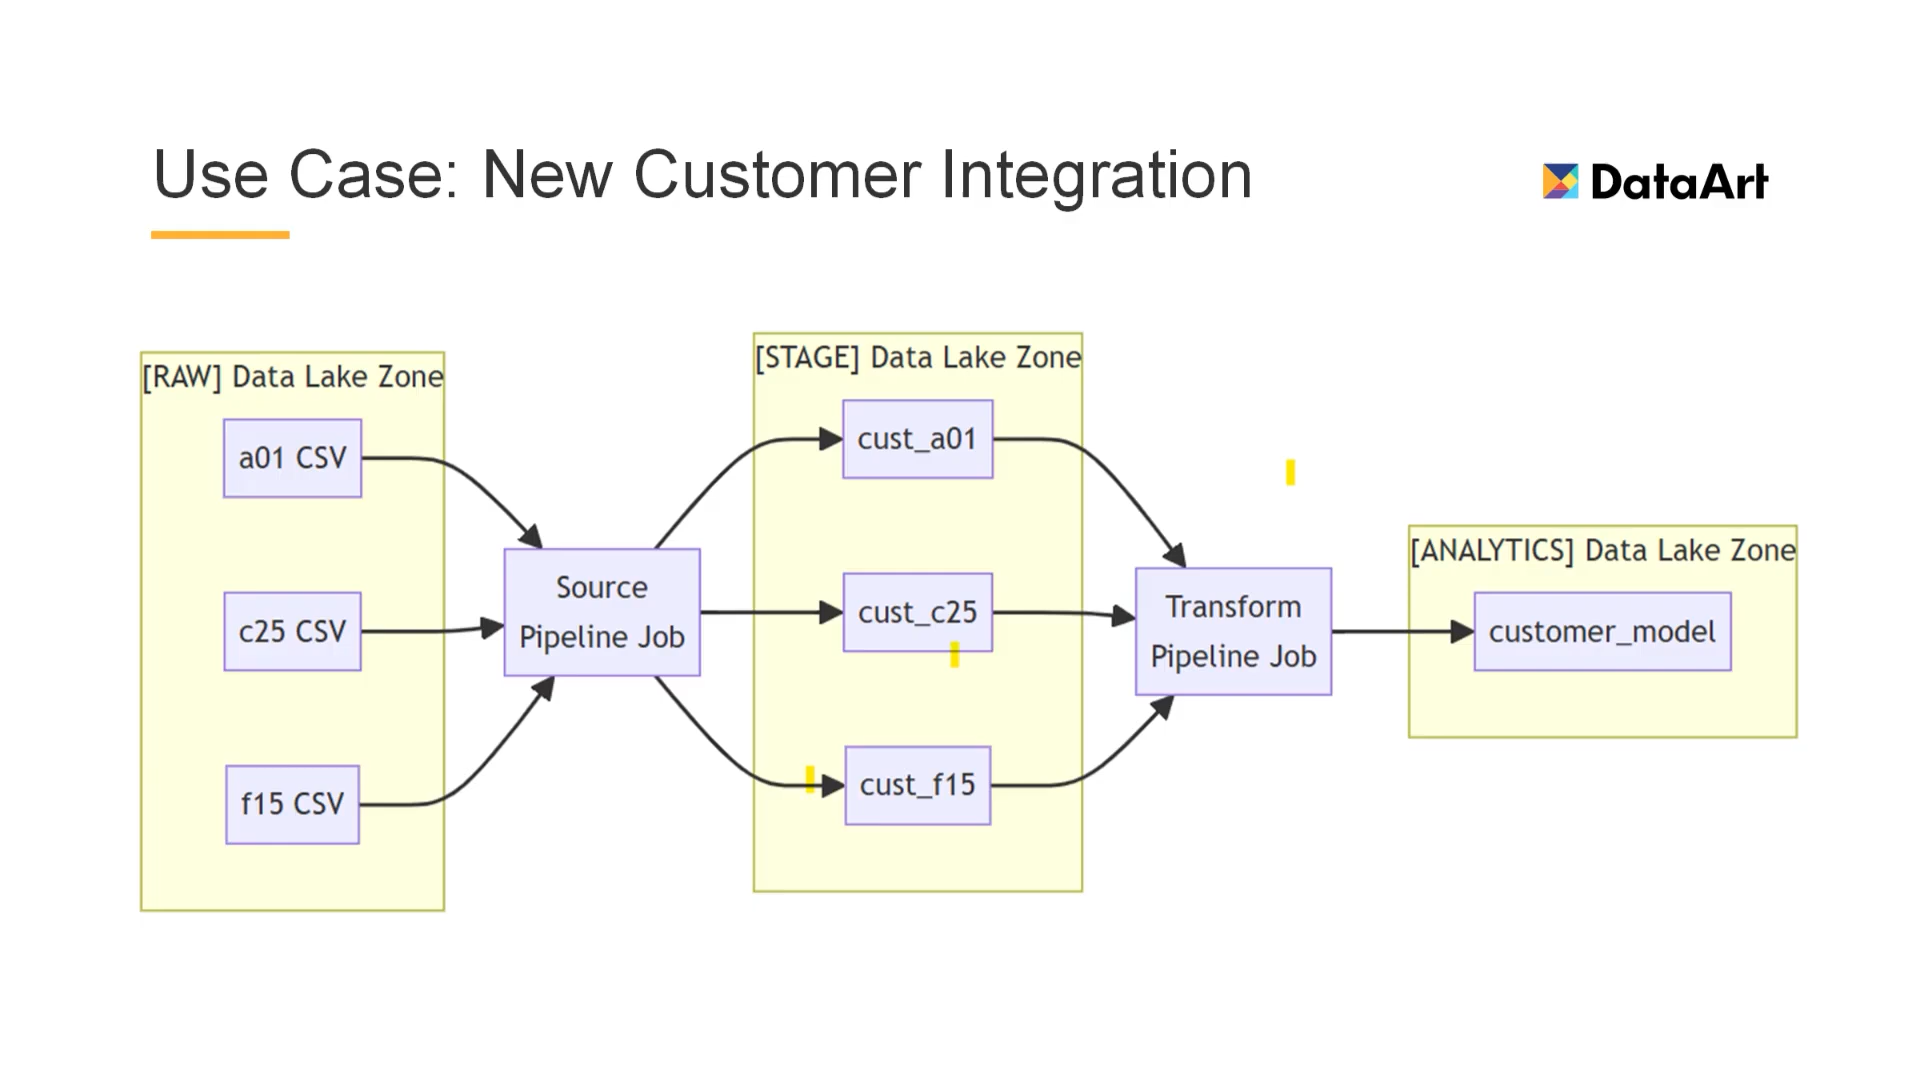 Use Case: New Customer Integration
DataArt
[RAW] Data Lake Zone
a01 CSV
c25 CSV
f15 CSV
Source
Pipeline Job
[STAGE] Data Lake Zone
cust_a01
cust_c25
cust_f15
Transform
Pipeline Job
[ANALYTICS] Data Lake Zone
customer_model